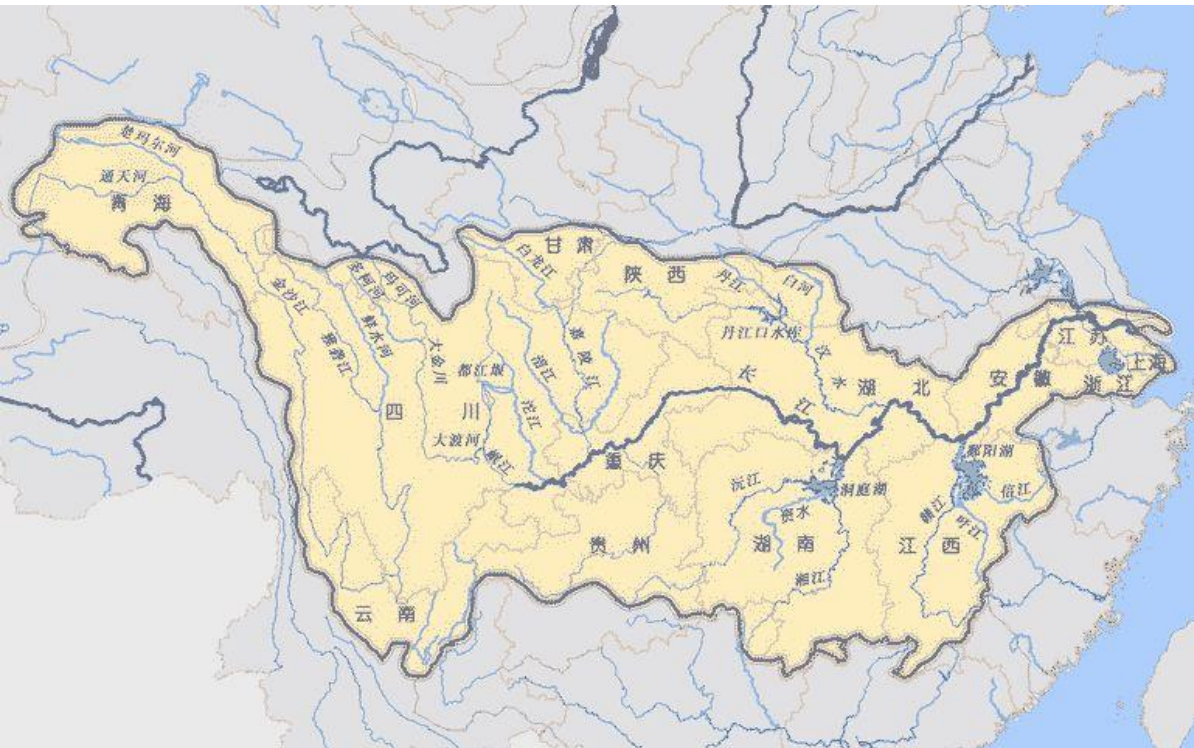 楚玛尔河
通天河
青海
甘肃
白龙江
陕西
丹江
白河
多柯河
玛可河
金沙江
鲜水河
雅砻江
丹江口水库
嘉陵江
江苏
大金川
汉水
涪江
都江堰
上海
长江
湖北
安徽
浙江
四川
沱江
大渡河
岷江
重庆
鄱阳湖
沅江
洞庭湖
信江
资水
赣江
盱江
贵州
湖南
江西
湘江
云南